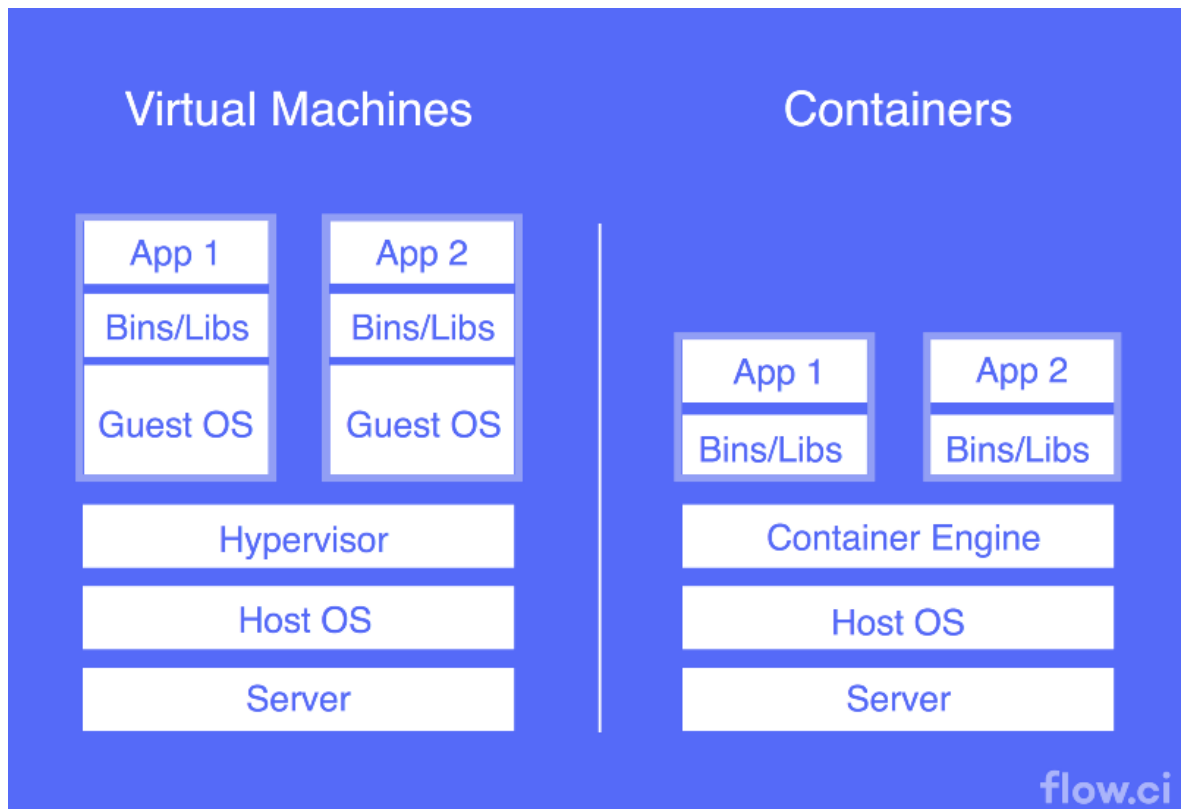 Virtual Machines
App 1
App 2
Bins/Libs
Bins/Libs
Guest OS
Guest OS
Hypervisor
Host OS
Server
Containers
App 1
App 2
Bins/Libs
Bins/Libs
Container Engine
Host OS
Server
flow.ci